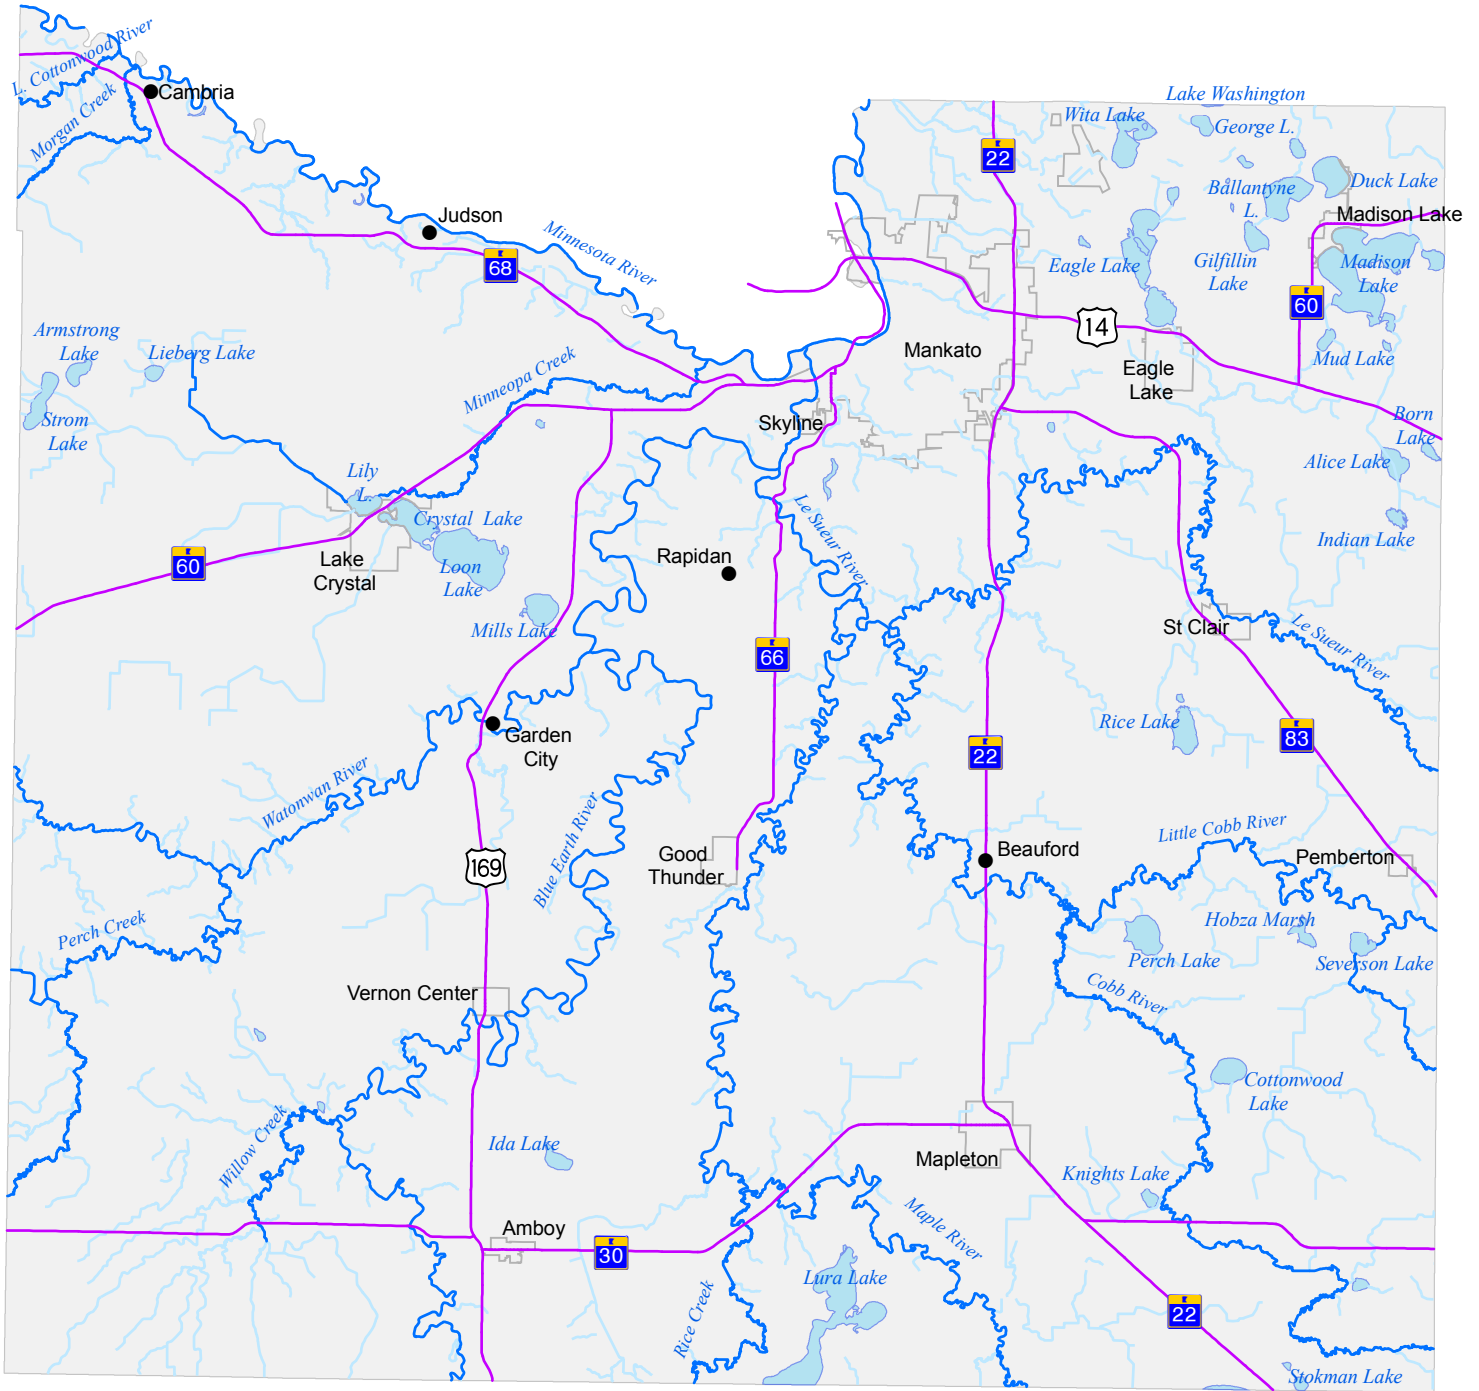 L. Cottonwood River
Cambria
Morgan Creek
Lake Washington
Wita Lake
George L.
22
Duck Lake
Ballantyne
L.
Madison Lake
Judson
Minnesota River
68
Eagle Lake
Gilfillin
Lake
Madison
Lake
60
14
Armstrong
Lake
Lieberg Lake
Minneopa Creek
Mankato
Eagle
Lake
Mud Lake
Strom
Lake
Skyline
Born
Lake
Alice Lake
Lily
L.
Crystal Lake
Le Sueur River
Indian Lake
60
Lake
Crystal
Loon
Lake
Rapidan
Mills Lake
66
St Clair
Le Sueur River
Garden
City
Rice Lake
22
83
Watonwan River
Blue Earth River
169
Good
Thunder
Beauford
Little Cobb River
Pemberton
Perch Creek
Hobza Marsh
Perch Lake
Severson Lake
Vernon Center
Cobb River
Cottonwood
Lake
Willow Creek
Ida Lake
Mapleton
Knights Lake
Amboy
30
Maple River
Lura Lake
Rice Creek
22
Stokman Lake